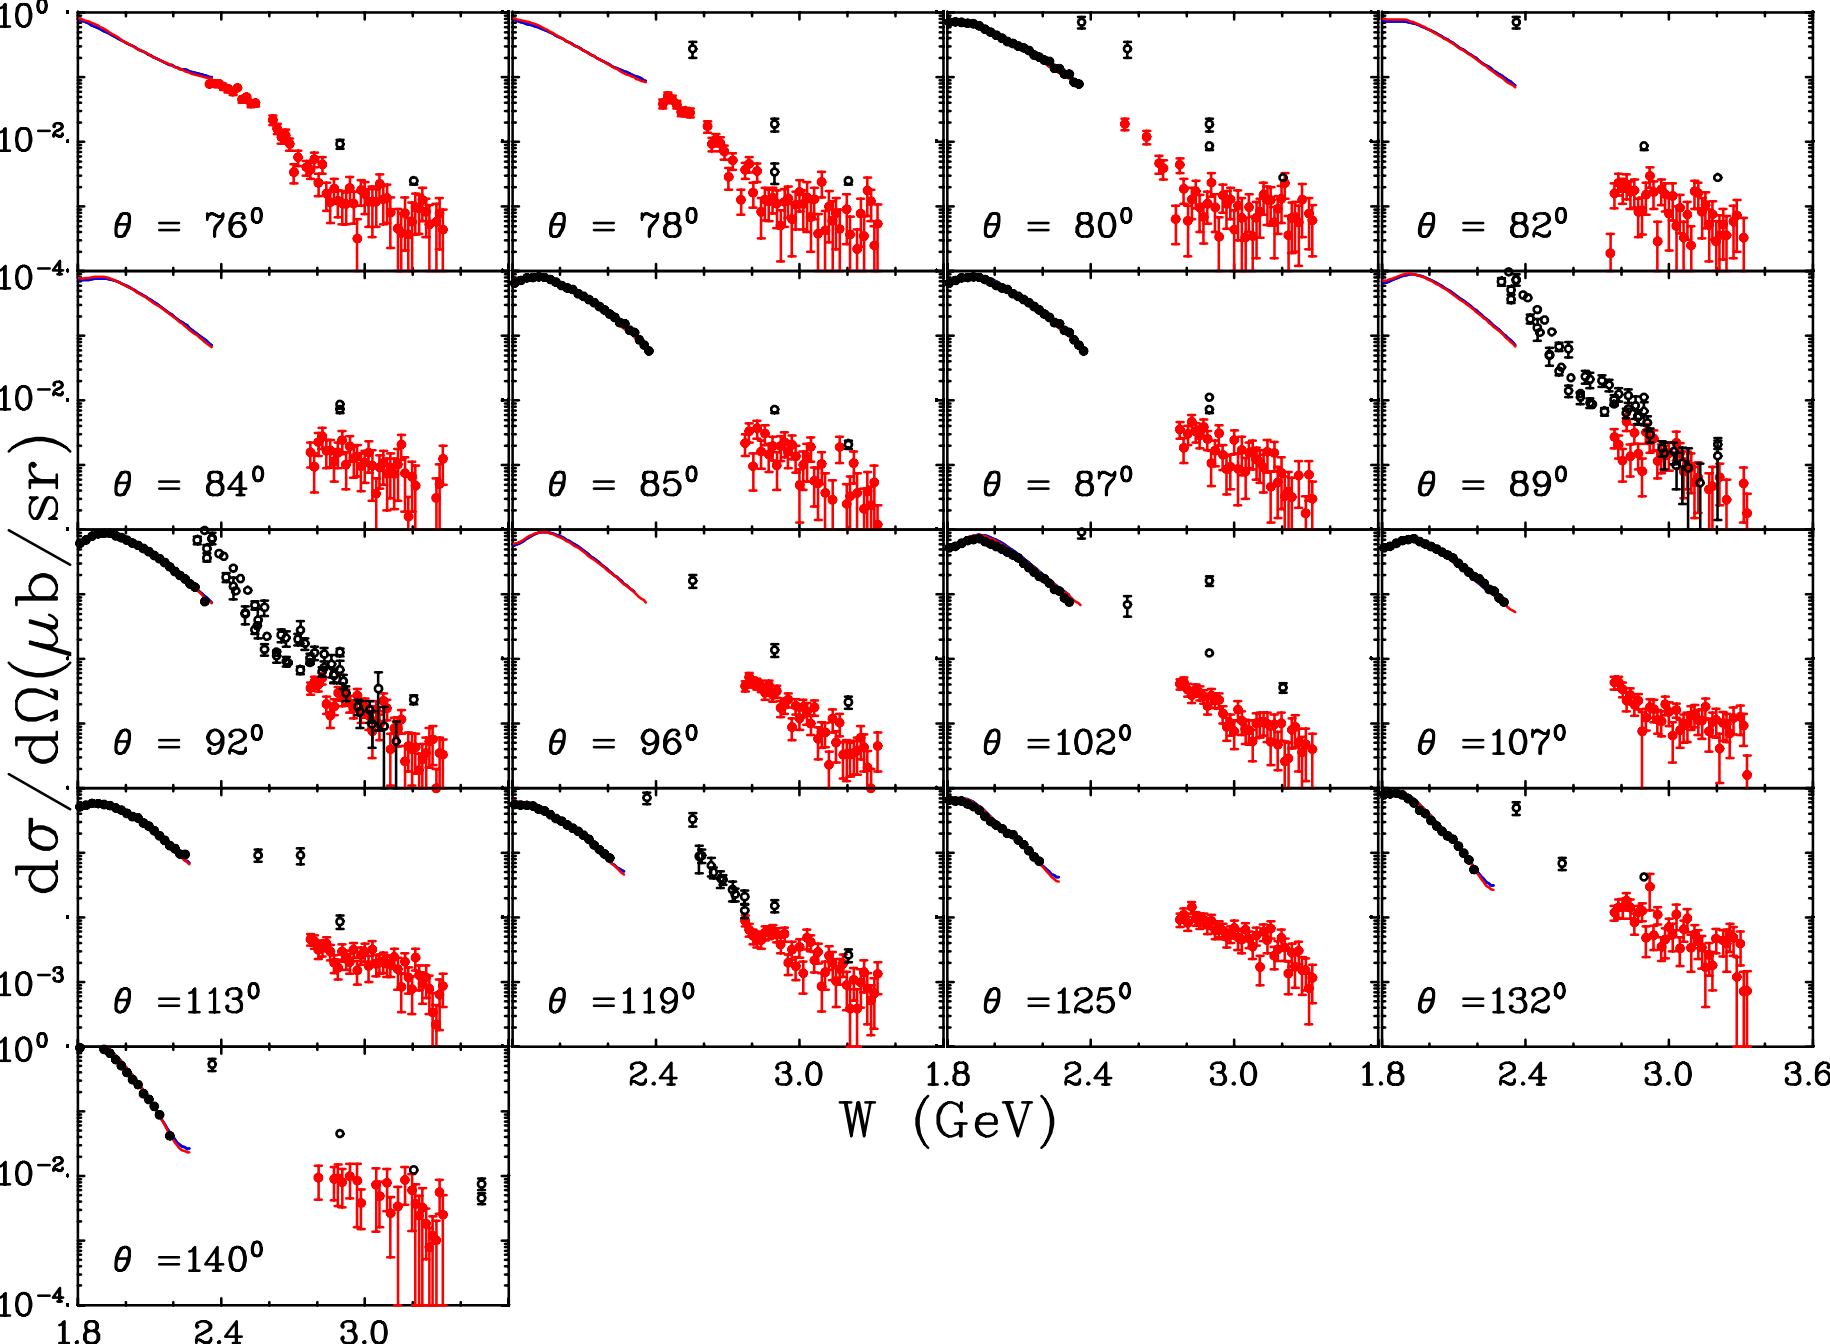 10⁰
10⁻²
θ = 76⁰
θ = 78⁰
θ = 80⁰
θ = 82⁰
10⁻⁴
10⁻²
θ = 84⁰
θ = 85⁰
θ = 87⁰
θ = 89⁰
θ = 92⁰
θ = 96⁰
θ =102⁰
θ =107⁰
dσ/dΩ(μb/sr)
10⁻³
θ =113⁰
θ =119⁰
θ =125⁰
θ =132⁰
10⁰
2.4 3.0 1.8 2.4 3.0 1.8 2.4 3.0 3.6
W (GeV)
10⁻²
θ =140⁰
10⁻⁴
1.8 2.4 3.0